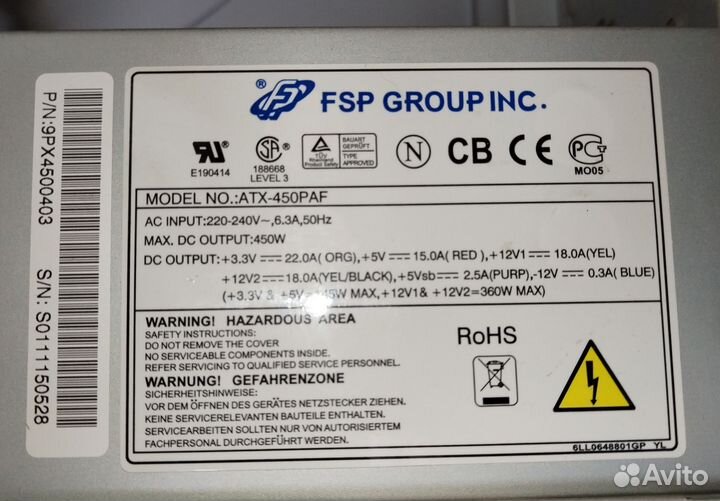 P/N:9PX4500403
S/N: S0111150528
FSP GROUP INC.
E190414
188668
LEVEL 3
TÜV
Rheinland
Product Safety
BAUART
GEPRÜFT
TYPE
APPROVED
N
CB
CE
MO05
MODEL NO.:ATX-450PAF
AC INPUT:220-240V~,6.3A,50Hz
MAX. DC OUTPUT:450W
DC OUTPUT:+3.3V ⎓ 22.0A( ORG),+5V ⎓ 15.0A( RED ), +12V1 ⎓ 18.0A(YEL)
+12V2 ⎓ 18.0A(YEL/BLACK), +5Vsb ⎓ 2.5A(PURP),-12V ⎓ 0.3A( BLUE)
(+3.3V & +5V 45W MAX, +12V1& +12V2=360W MAX)
WARNING! HAZARDOUS AREA
SAFETY INSTRUCTIONS:
DO NOT REMOVE THE COVER
NO SERVICEABLE COMPONENTS INSIDE.
REFER SERVICING TO QUALIFIED SERVICE PERSONNEL.
WARNUNG! GEFAHRENZONE
SICHERHEITSHINWEISE:
VOR DEM ÖFFNEN DES GERÄTES NETZSTECKER ZIEHEN.
KEINE SERVICERELEVANTEN BAUTEILE ENTHALTEN.
SERVICEARBEITEN SIND NUR VON AUTORISIERTEM
FACHPERSONAL DURCHZUFÜHREN!
RoHS
6LL0648801GP YL
Avito